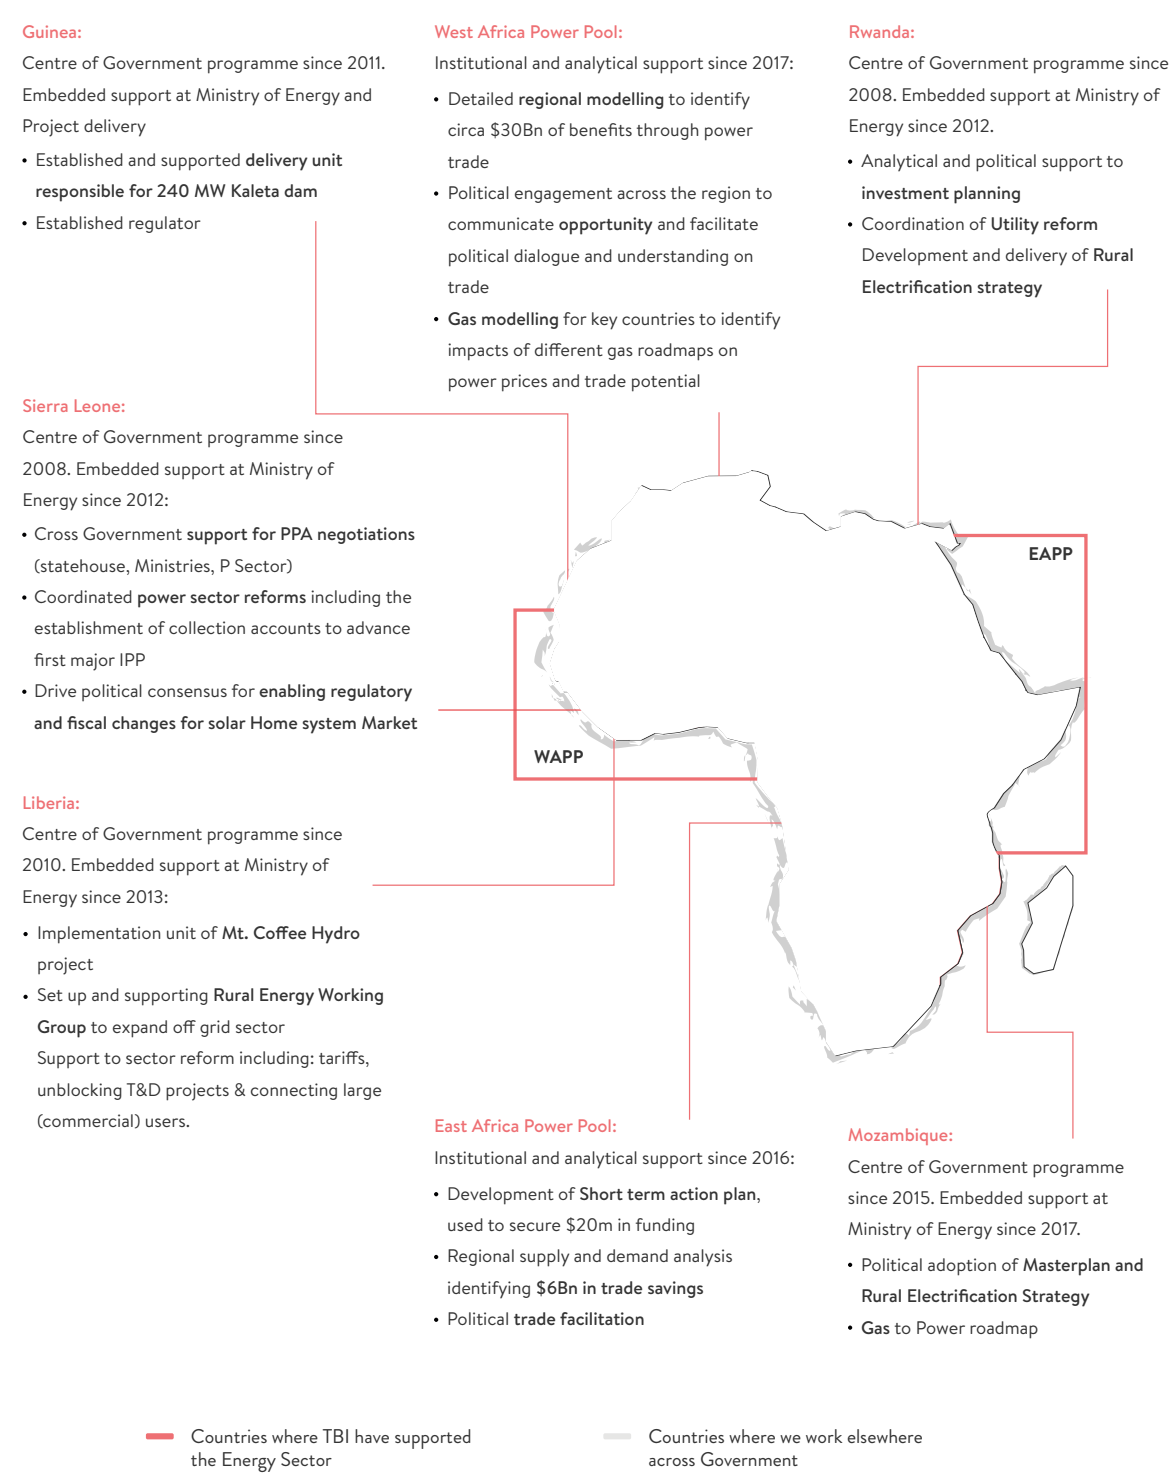 Guinea:
Centre of Government programme since 2011.
Embedded support at Ministry of Energy and
Project delivery
• Established and supported delivery unit
responsible for 240 MW Kaleta dam
• Established regulator
West Africa Power Pool:
Institutional and analytical support since 2017:
• Detailed regional modelling to identify
circa $30Bn of benefits through power
trade
• Political engagement across the region to
communicate opportunity and facilitate
political dialogue and understanding on
trade
• Gas modelling for key countries to identify
impacts of different gas roadmaps on
power prices and trade potential
Rwanda:
Centre of Government programme since
2008. Embedded support at Ministry of
Energy since 2012.
• Analytical and political support to
investment planning
• Coordination of Utility reform
Development and delivery of Rural
Electrification strategy
Sierra Leone:
Centre of Government programme since
2008. Embedded support at Ministry of
Energy since 2012:
• Cross Government support for PPA negotiations
(statehouse, Ministries, P Sector)
• Coordinated power sector reforms including the
establishment of collection accounts to advance
first major IPP
• Drive political consensus for enabling regulatory
and fiscal changes for solar Home system Market
EAPP
WAPP
Liberia:
Centre of Government programme since
2010. Embedded support at Ministry of
Energy since 2013:
• Implementation unit of Mt. Coffee Hydro
project
• Set up and supporting Rural Energy Working
Group to expand off grid sector
Support to sector reform including: tariffs,
unblocking T&D projects & connecting large
(commercial) users.
East Africa Power Pool:
Institutional and analytical support since 2016:
• Development of Short term action plan,
used to secure $20m in funding
• Regional supply and demand analysis
identifying $6Bn in trade savings
• Political trade facilitation
Mozambique:
Centre of Government programme
since 2015. Embedded support at
Ministry of Energy since 2017.
• Political adoption of Masterplan and
Rural Electrification Strategy
• Gas to Power roadmap
Countries where TBI have supported
the Energy Sector
Countries where we work elsewhere
across Government